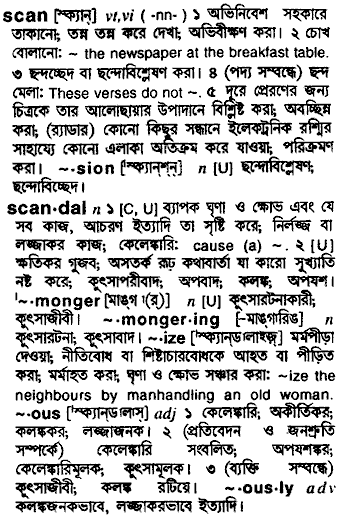 scan [স্ক্যান্] vt,vi ( -nn- ) ১ অভিনিবেশ সহকারে
তাকানো; তন্ন তন্ন করে দেখা; অভিবীক্ষণ করা। ২ চোখ
বোলানো: ~ the newspaper at the breakfast table.
৩ ছন্দচ্ছেদ বা ছন্দোবিশ্লেষণ করা। ৪ (পদ্য সম্বন্ধে) ছন্দ
মেলা: These verses do not ~. ৫ দূরে প্রেরণের জন্য
চিত্রকে তার আলোছায়ার উপাদানে বিশ্লিষ্ট করা; অবচ্ছিন্ন
করা; (র‍্যাডার) কোনো কিছুর সন্ধানে ইলেকট্রনিক রশ্মির
সাহায্যে কোনো এলাকা অতিক্রম করে যাওয়া; পরিক্রমণ
করা। ~·sion [স্ক্যান্‌শ্‌ন্] n [U] ছন্দোবিশ্লেষণ;
ছন্দোবিচ্ছেদ।
scan·dal n ১ [C, U] ব্যাপক ঘৃণা ও ক্ষোভ এবং যে
সব কাজ, আচরণ ইত্যাদি তা সৃষ্টি করে; নির্লজ্জ বা
লজ্জাকর কাজ; কেলেঙ্কারি: cause (a) ~. ২ [U]
ক্ষতিকর গুজব; অসতর্ক রূঢ় কথাবার্তা যা কারো সুখ্যাতি
নষ্ট করে; কুৎসাপরীবাদ; অপবাদ; কলঙ্ক; অপযশ।
'~·monger [মাঙগ(র্)] n [U] কুৎসারটনাকারী;
কুৎসাজীবী। ~·monger·ing [-মাঙগারিঙ] n
কুৎসারটনা; কুৎসাবাদ। ~·ize [স্ক্যান্‌ডালাইজ়্] মর্মপীড়া
দেওয়া; নীতিবোধ বা শিষ্টাচারবোধকে আহত বা পীড়িত
করা; মর্মাহত করা; ঘৃণা ও ক্ষোভ সঞ্চার করা: ~ize the
neighbours by manhandling an old woman.
~·ous [স্ক্যান্‌ডালাস্] adj ১ কেলেঙ্কারি; অকীর্তিকর;
কলঙ্ককর; লজ্জাজনক। ২ (প্রতিবেদন ও জনশ্রুতি
সম্পর্কে) কেলেঙ্কারি সংবলিত; অপযশস্কর;
কেলেঙ্কারিমূলক; কুৎসামূলক। ৩ (ব্যক্তি সম্বন্ধে)
কুৎসাজীবী; কলঙ্ক রটিয়ে। ~·ous·ly adv
কলঙ্কজনকভাবে, লজ্জাকরভাবে ইত্যাদি।